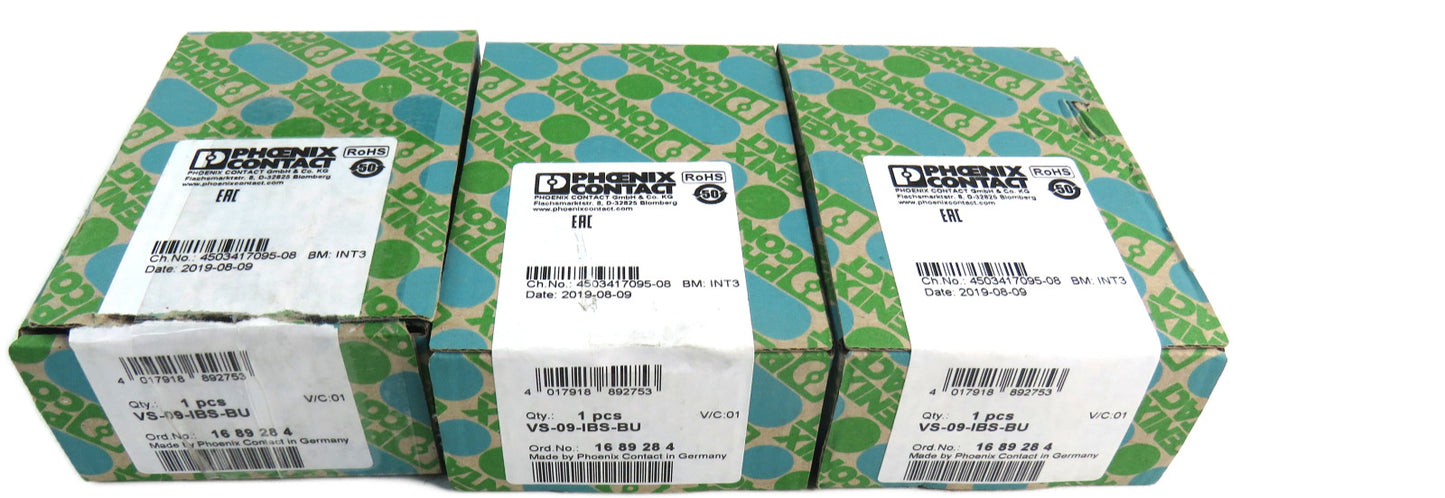 PHOENIX
CONTACT
RoHS
50
PHOENIX CONTACT GmbH & Co. KG
Flachsmarktstr. 8, D-32825 Blomberg
www.phoenixcontact.com
EAC
Ch.No.: 4503417095-08 BM: INT3
Date: 2019-08-09
4 017918 892753
Qty.: 1 pcs V/C:01
VS-09-IBS-BU
Ord.No.: 16 89 28 4
Made by Phoenix Contact in Germany
PHOENIX
CONTACT
RoHS
50
PHOENIX CONTACT GmbH & Co. KG
Flachsmarktstr. 8, D-32825 Blomberg
www.phoenixcontact.com
EAC
Ch.No.: 4503417095-08 BM: INT3
Date: 2019-08-09
4 017918 892753
Qty.: 1 pcs V/C:01
VS-09-IBS-BU
Ord.No.: 16 89 28 4
Made by Phoenix Contact in Germany
PHOENIX
CONTACT
RoHS
50
PHOENIX CONTACT GmbH & Co. KG
Flachsmarktstr. 8, D-32825 Blomberg
www.phoenixcontact.com
EAC
Ch.No.: 4503417095-08 BM: INT3
Date: 2019-08-09
4 017918 892753
Qty.: 1 pcs V/C:01
VS-09-IBS-BU
Ord.No.: 16 89 28 4
Made by Phoenix Contact in Germany